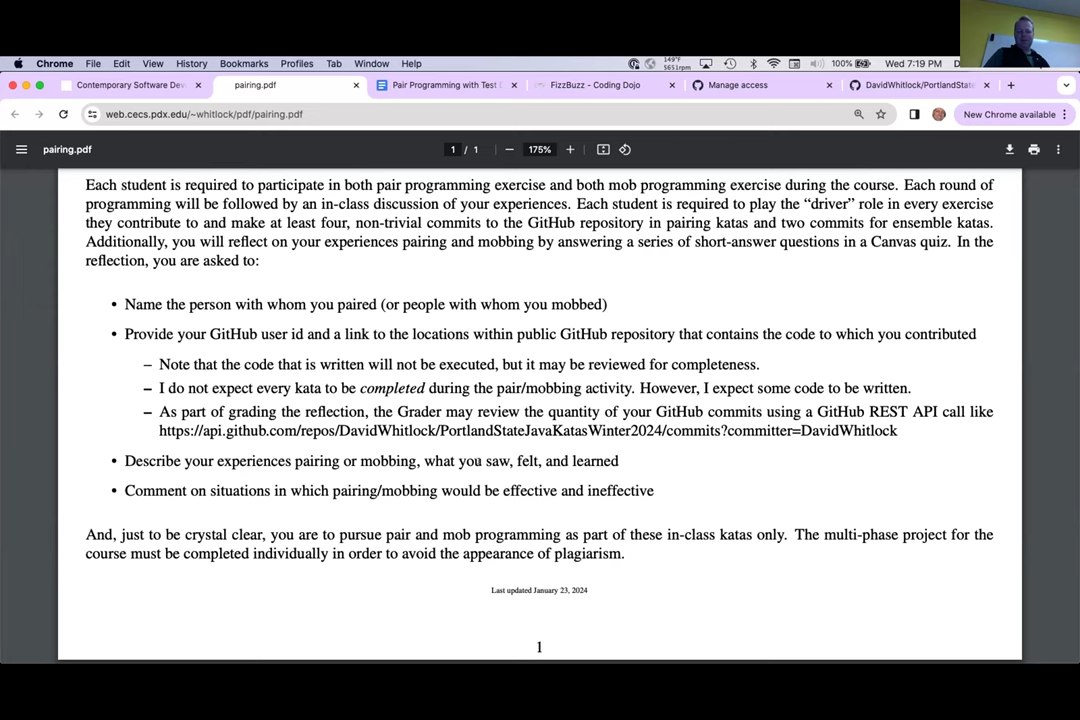 Chrome File Edit View History Bookmarks Profiles Tab Window Help 149°F 5651rpm 100% Wed 7:19 PM
Contemporary Software Dev pairing.pdf Pair Programming with Test FizzBuzz - Coding Dojo Manage access DavidWhitlock/PortlandState
web.cecs.pdx.edu/~whitlock/pdf/pairing.pdf New Chrome available
pairing.pdf 1 / 1 175%
Each student is required to participate in both pair programming exercise and both mob programming exercise during the course. Each round of
programming will be followed by an in-class discussion of your experiences. Each student is required to play the “driver” role in every exercise
they contribute to and make at least four, non-trivial commits to the GitHub repository in pairing katas and two commits for ensemble katas.
Additionally, you will reflect on your experiences pairing and mobbing by answering a series of short-answer questions in a Canvas quiz. In the
reflection, you are asked to:
• Name the person with whom you paired (or people with whom you mobbed)
• Provide your GitHub user id and a link to the locations within public GitHub repository that contains the code to which you contributed
– Note that the code that is written will not be executed, but it may be reviewed for completeness.
– I do not expect every kata to be completed during the pair/mobbing activity. However, I expect some code to be written.
– As part of grading the reflection, the Grader may review the quantity of your GitHub commits using a GitHub REST API call like
https://api.github.com/repos/DavidWhitlock/PortlandStateJavaKatasWinter2024/commits?committer=DavidWhitlock
• Describe your experiences pairing or mobbing, what you saw, felt, and learned
• Comment on situations in which pairing/mobbing would be effective and ineffective
And, just to be crystal clear, you are to pursue pair and mob programming as part of these in-class katas only. The multi-phase project for the
course must be completed individually in order to avoid the appearance of plagiarism.
Last updated January 23, 2024
1